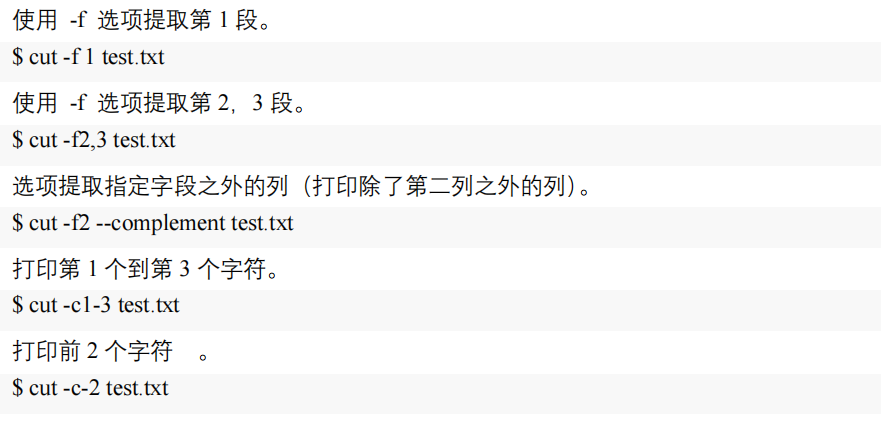 使用 -f 选项提取第 1 段。
$ cut -f 1 test.txt
使用 -f 选项提取第 2，3 段。
$ cut -f2,3 test.txt
选项提取指定字段之外的列（打印除了第二列之外的列）。
$ cut -f2 --complement test.txt
打印第 1 个到第 3 个字符。
$ cut -c1-3 test.txt
打印前 2 个字符 。
$ cut -c-2 test.txt